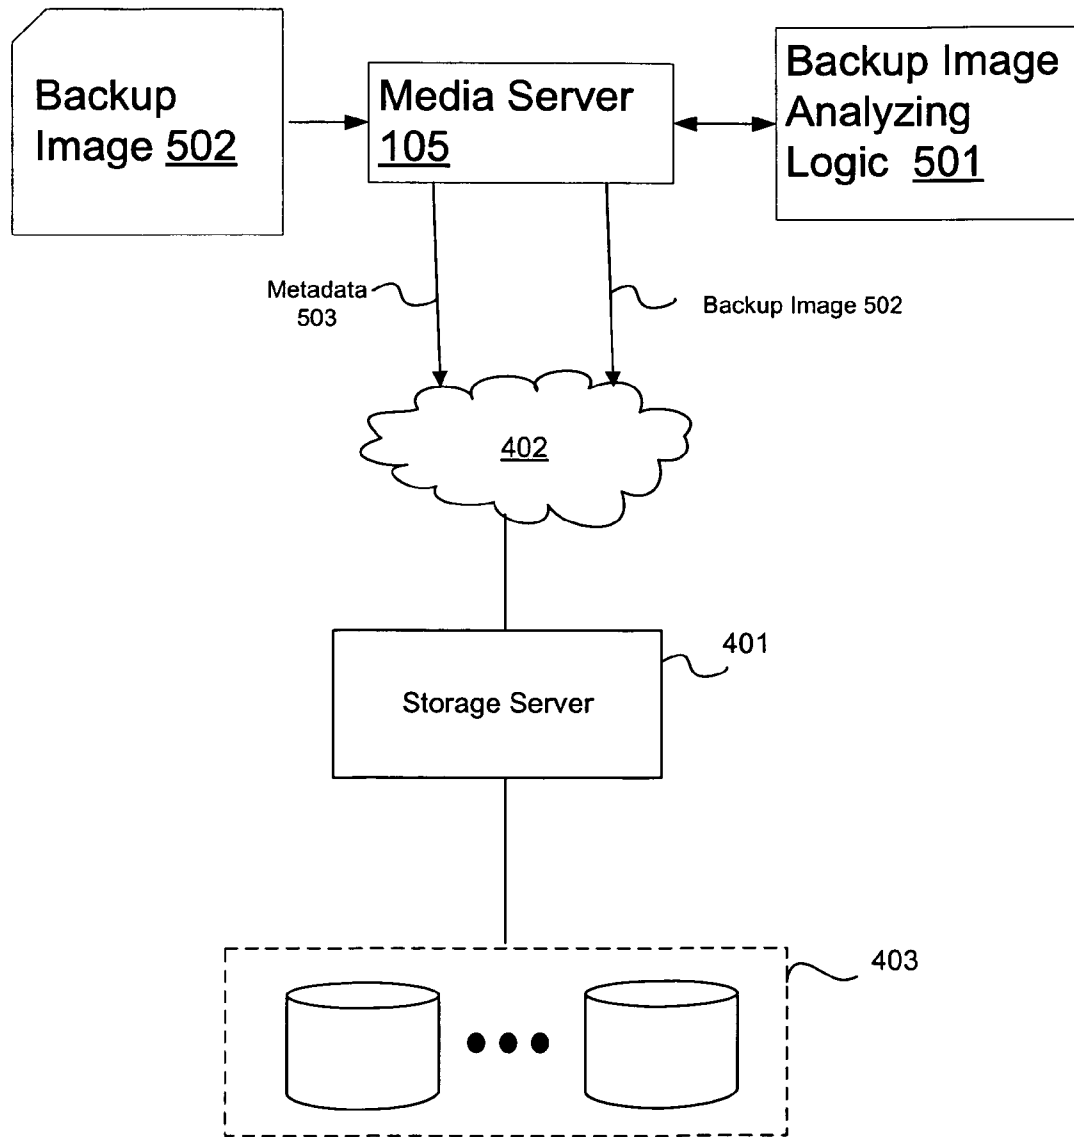 Backup
Image 502
Media Server
105
Backup Image
Analyzing
Logic 501
Metadata
503
Backup Image 502
402
401
Storage Server
403